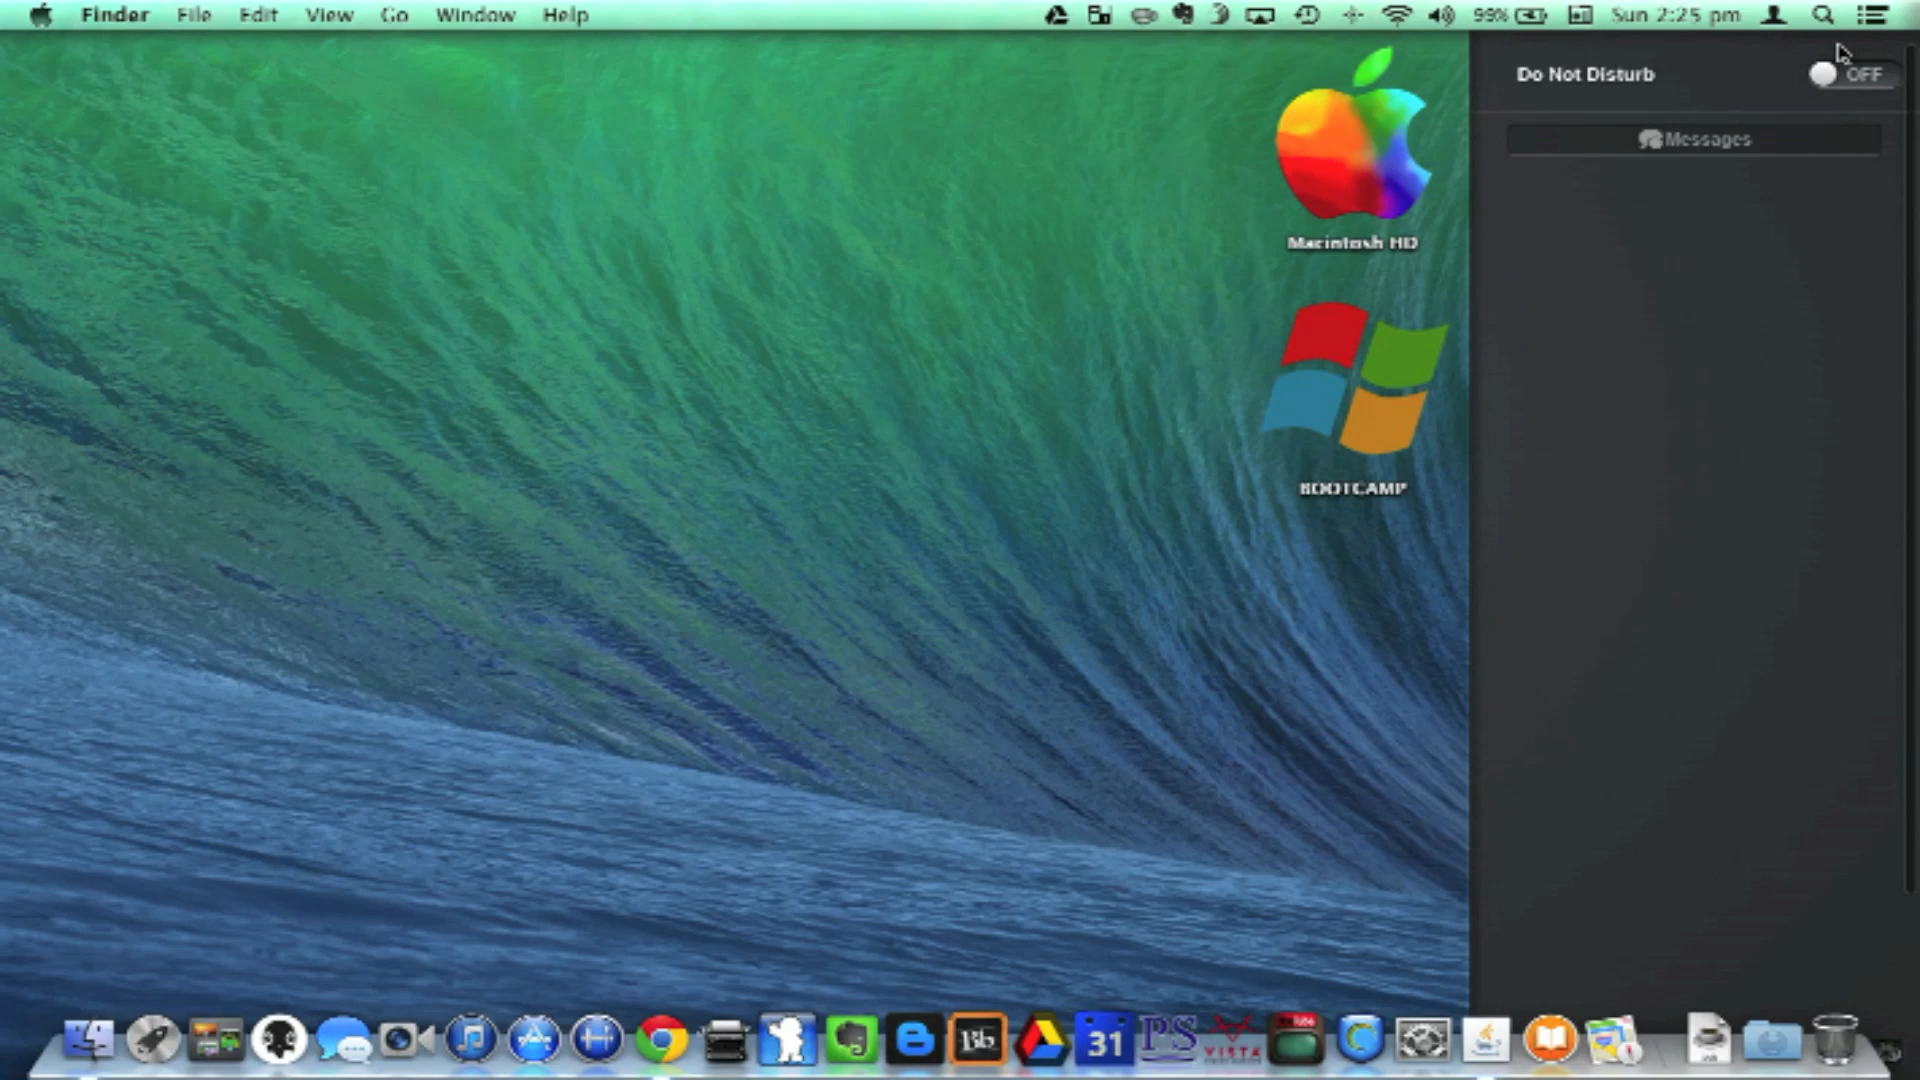 Finder File Edit View Go Window Help 99% Sun 2:25 pm
Do Not Disturb OFF
Messages
Macintosh HD
BOOTCAMP
31 PS Bb
VISTA